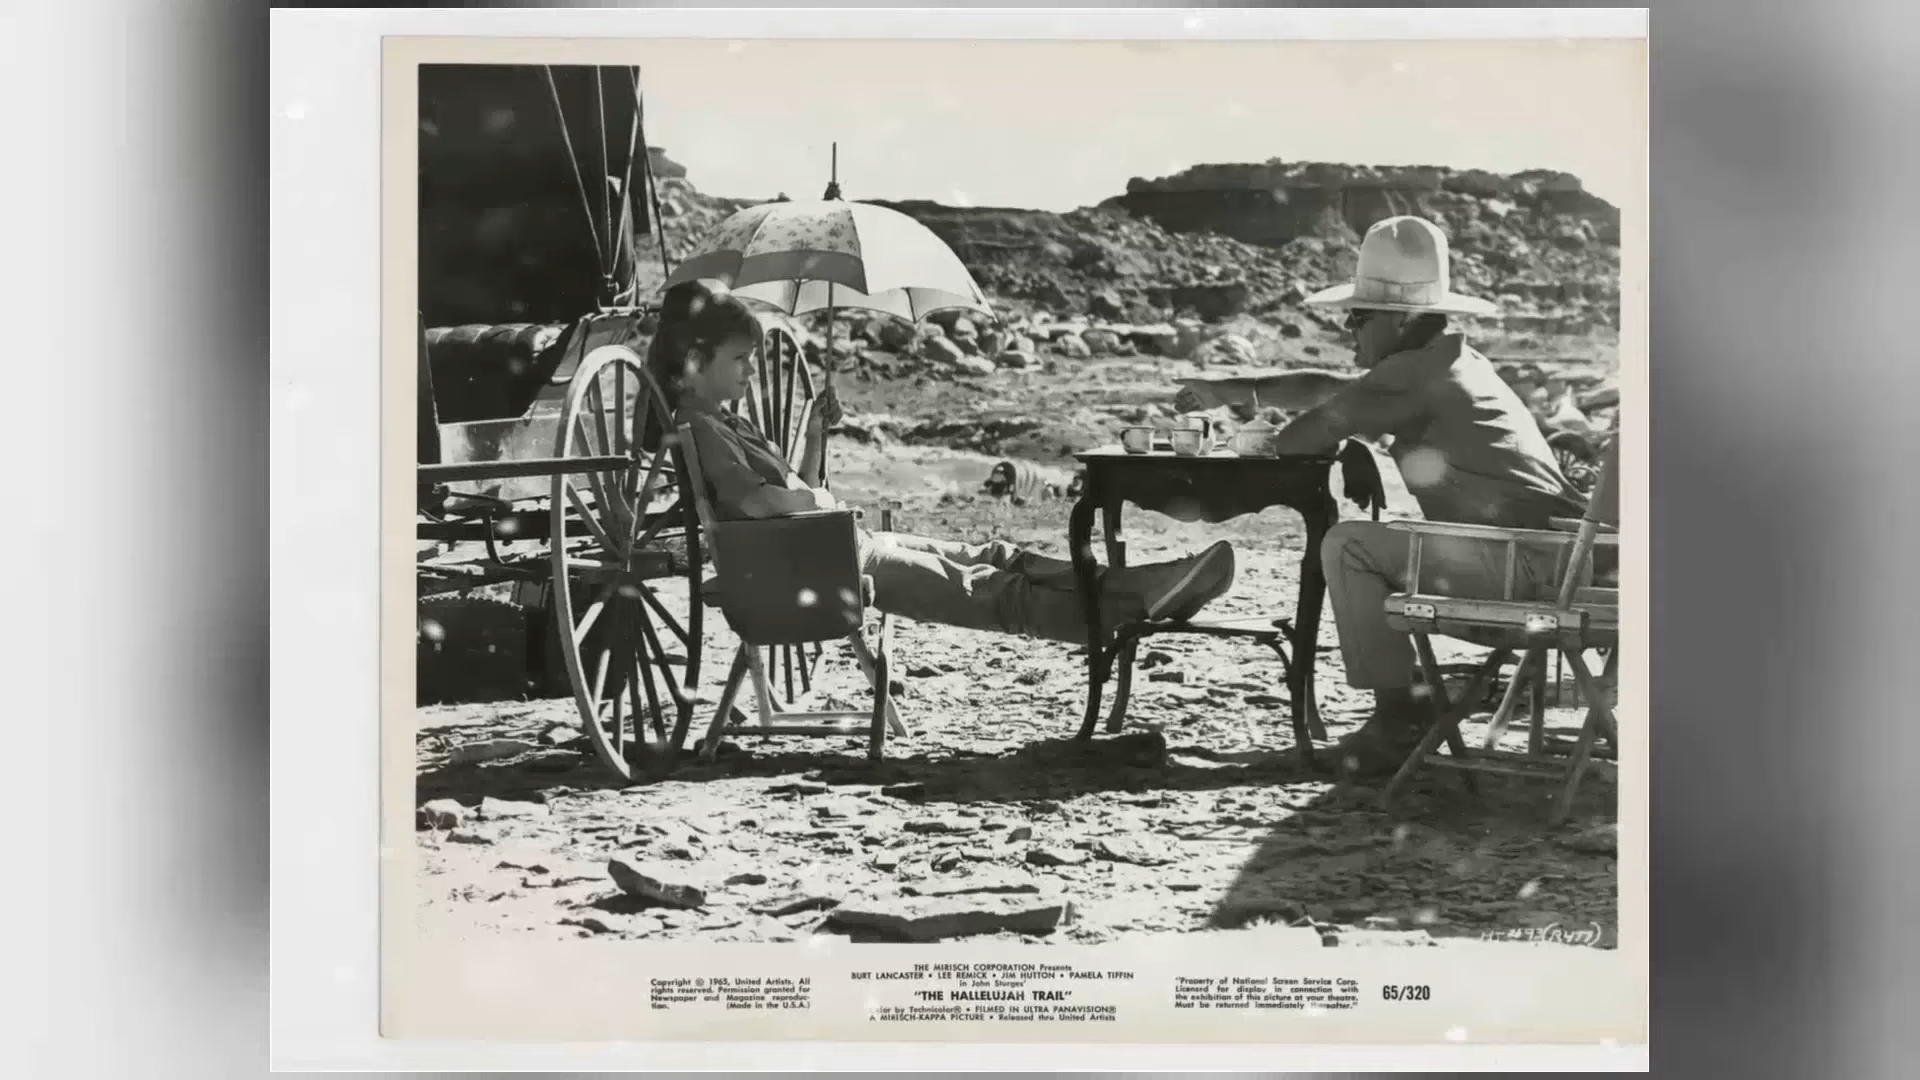 HT #93(R477)
THE MIRISCH CORPORATION Presents
BURT LANCASTER • LEE REMICK • JIM HUTTON • PAMELA TIFFIN
in John Sturges'
"THE HALLELUJAH TRAIL"
Color by Technicolor® • FILMED IN ULTRA PANAVISION®
A MIRISCH-KAPPA PICTURE • Released thru United Artists
Copyright © 1965, United Artists. All
rights reserved. Permission granted for
Newspaper and Magazine reproduc-
tion. (Made in the U.S.A.)
"Property of National Screen Service Corp.
Licensed for display in connection with
the exhibition of this picture at your theatre.
Must be returned immediately thereafter."
65/320